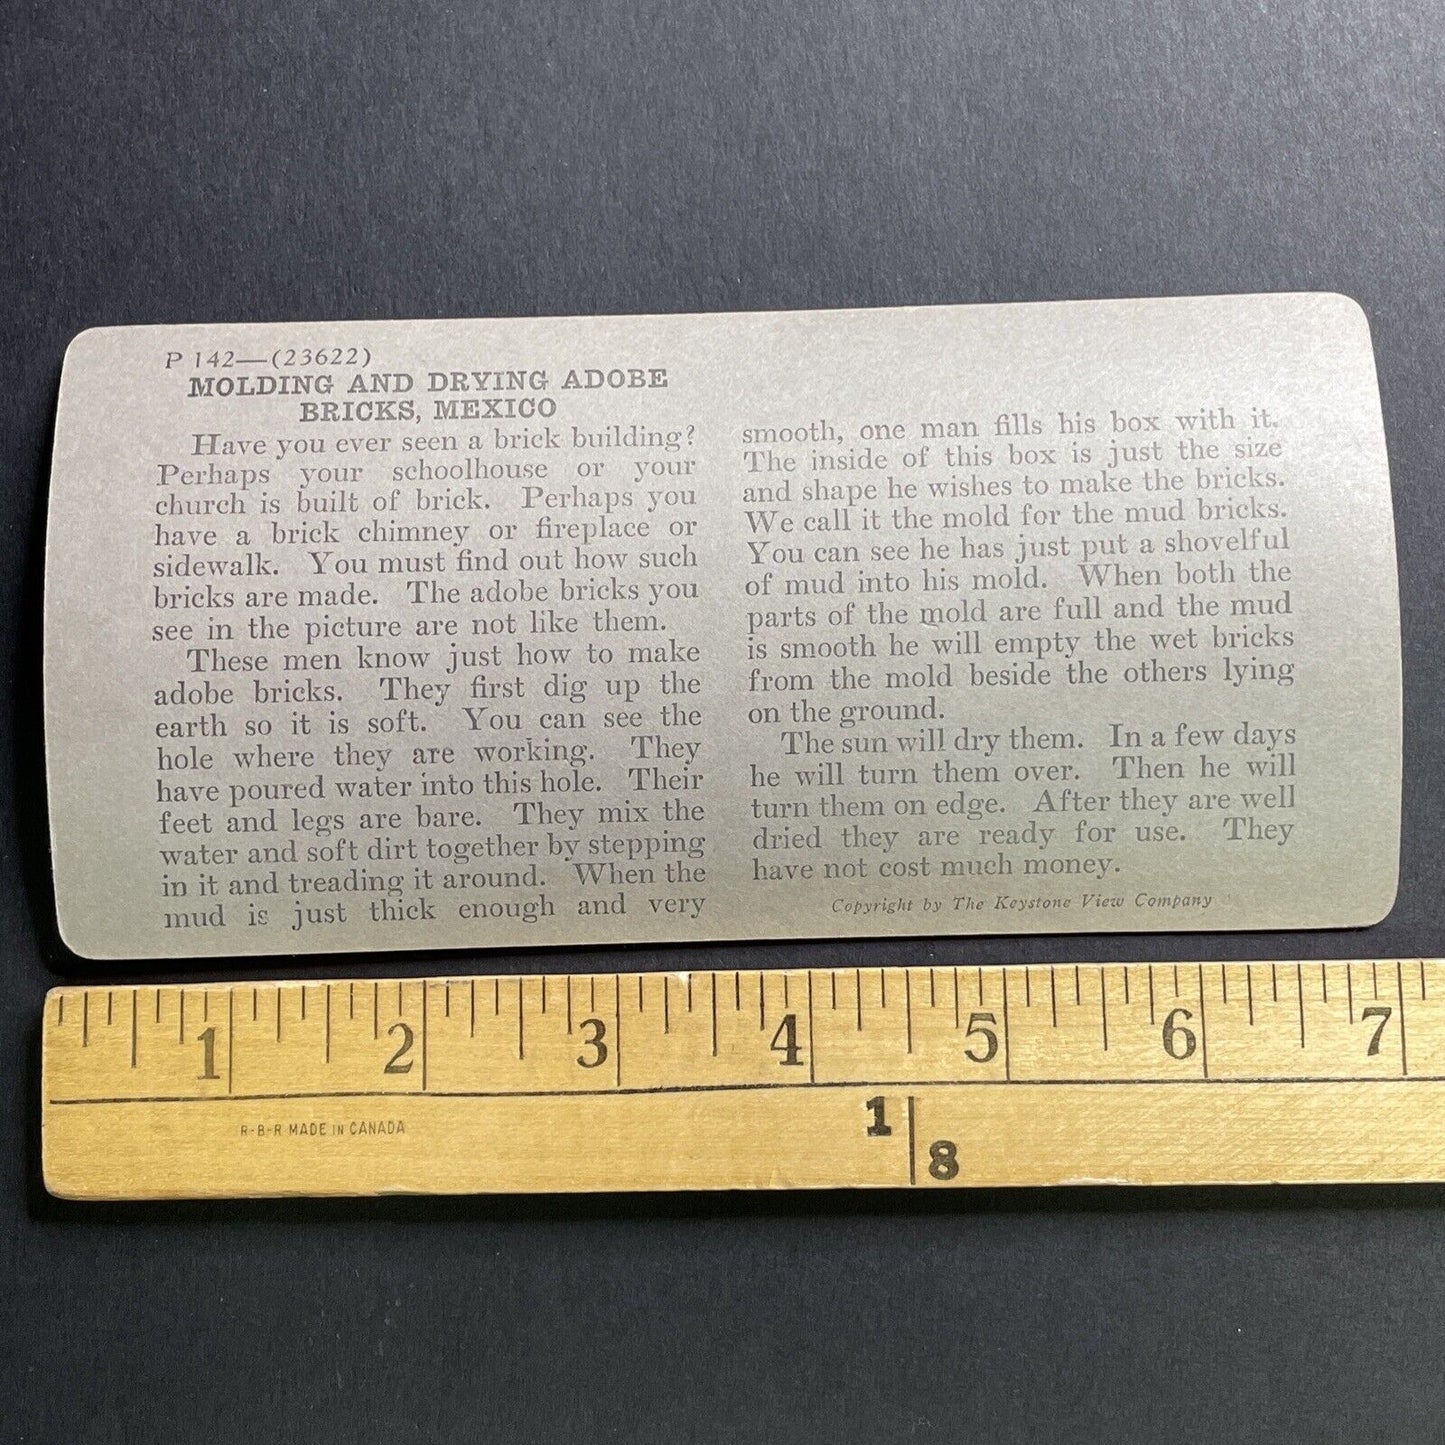 P 142—(23622)
MOLDING AND DRYING ADOBE
BRICKS, MEXICO
Have you ever seen a brick building?
Perhaps your schoolhouse or your
church is built of brick. Perhaps you
have a brick chimney or fireplace or
sidewalk. You must find out how such
bricks are made. The adobe bricks you
see in the picture are not like them.
These men know just how to make
adobe bricks. They first dig up the
earth so it is soft. You can see the
hole where they are working. They
have poured water into this hole. Their
feet and legs are bare. They mix the
water and soft dirt together by stepping
in it and treading it around. When the
mud is just thick enough and very
smooth, one man fills his box with it.
The inside of this box is just the size
and shape he wishes to make the bricks.
We call it the mold for the mud bricks.
You can see he has just put a shovelful
of mud into his mold. When both the
parts of the mold are full and the mud
is smooth he will empty the wet bricks
from the mold beside the others lying
on the ground.
The sun will dry them. In a few days
he will turn them over. Then he will
turn them on edge. After they are well
dried they are ready for use. They
have not cost much money.
Copyright by The Keystone View Company
1 2 3 4 5 6 7
R-B-R MADE IN CANADA
1 8